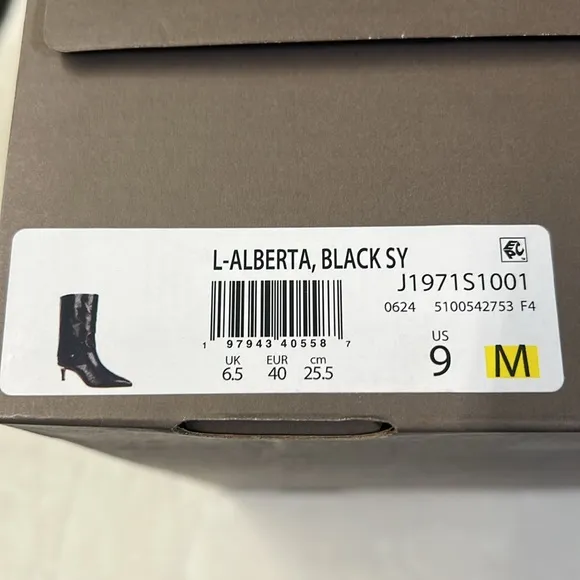 L-ALBERTA, BLACK SY
J1971S1001
0624 5100542753 F4
1 97943 40558 7
UK EUR cm
6.5 40 25.5
US
9 M